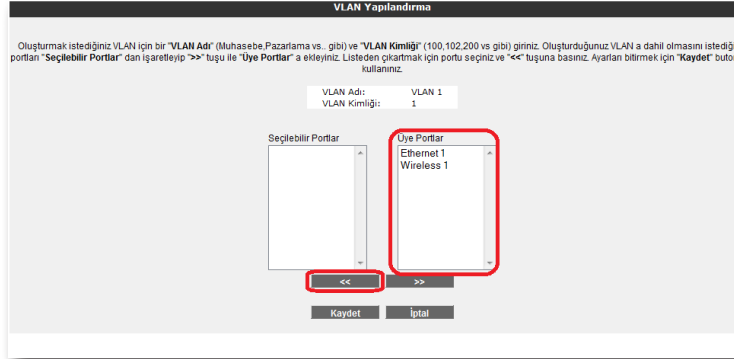 VLAN Yapılandırma
Oluşturmak istediğiniz VLAN için bir "VLAN Adı" (Muhasebe,Pazarlama vs.. gibi) ve "VLAN Kimliği" (100,102,200 vs gibi) giriniz. Oluşturduğunuz VLAN a dahil olmasını istediği
portları "Seçilebilir Portlar" dan işaretleyip ">>" tuşu ile "Üye Portlar" a ekleyiniz. Listeden çıkartmak için portu seçiniz ve "<<" tuşuna basınız. Ayarları bitirmek için "Kaydet" buto
kullanınız.
VLAN Adı: VLAN 1
VLAN Kimliği: 1
Seçilebilir Portlar Üye Portlar
Ethernet 1
Wireless 1
<< >>
Kaydet İptal